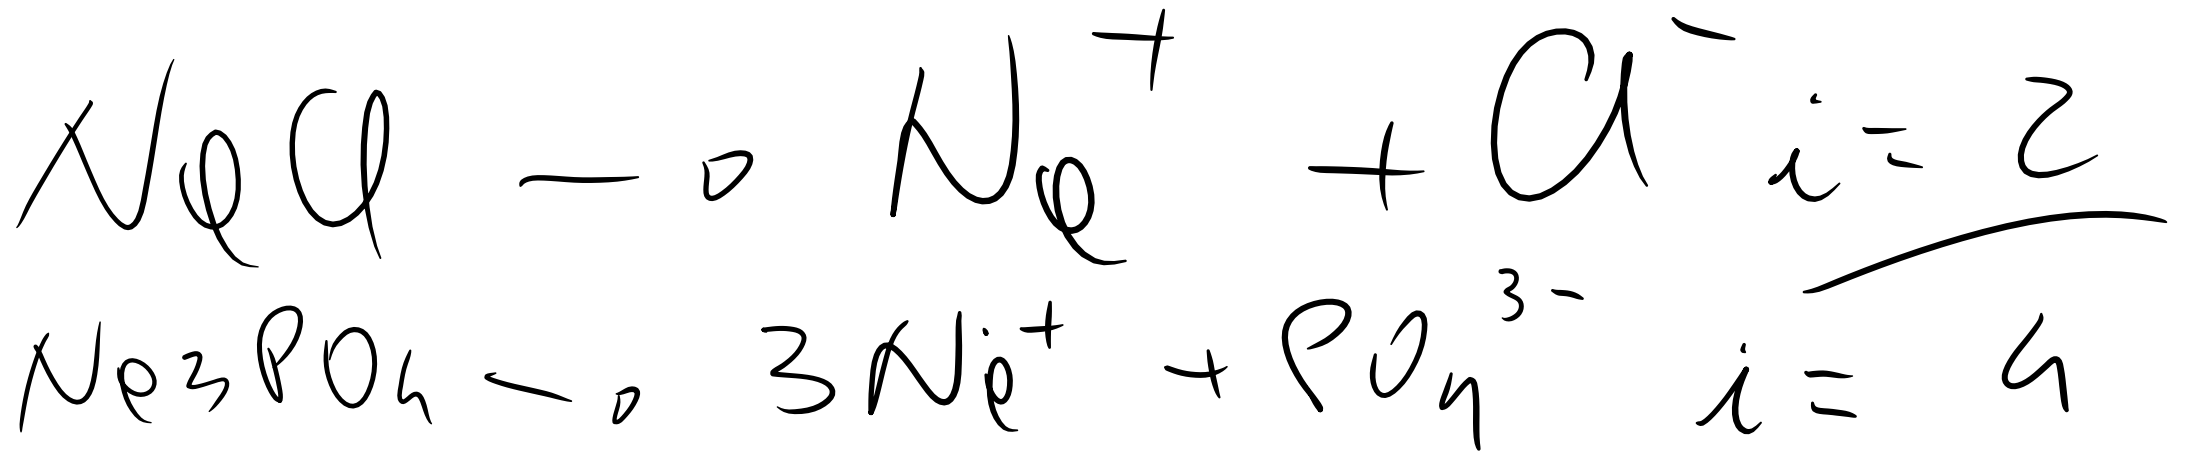 NaCl → Na⁺ + Cl⁻ i = 2
Na₃PO₄ → 3Na⁺ + PO₄³⁻ i = 4